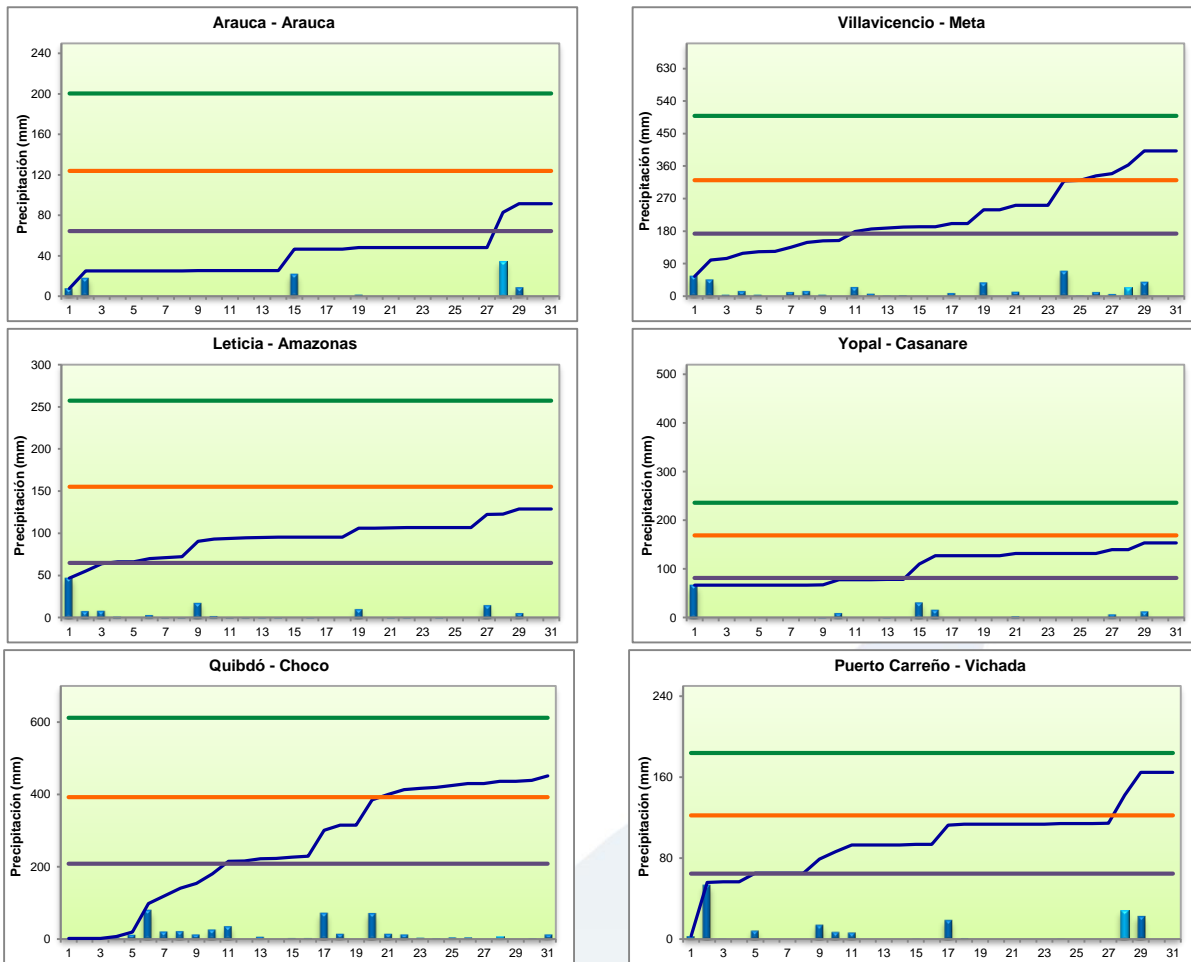 Arauca - Arauca
Precipitación (mm)
240
200
160
120
80
40
0
1 3 5 7 9 11 13 15 17 19 21 23 25 27 29 31
Villavicencio - Meta
Precipitación (mm)
630
540
450
360
270
180
90
0
1 3 5 7 9 11 13 15 17 19 21 23 25 27 29 31
Leticia - Amazonas
Precipitación (mm)
300
250
200
150
100
50
0
1 3 5 7 9 11 13 15 17 19 21 23 25 27 29 31
Yopal - Casanare
Precipitación (mm)
500
400
300
200
100
0
1 3 5 7 9 11 13 15 17 19 21 23 25 27 29 31
Quibdó - Choco
Precipitación (mm)
600
400
200
0
1 3 5 7 9 11 13 15 17 19 21 23 25 27 29 31
Puerto Carreño - Vichada
Precipitación (mm)
240
160
80
0
1 3 5 7 9 11 13 15 17 19 21 23 25 27 29 31